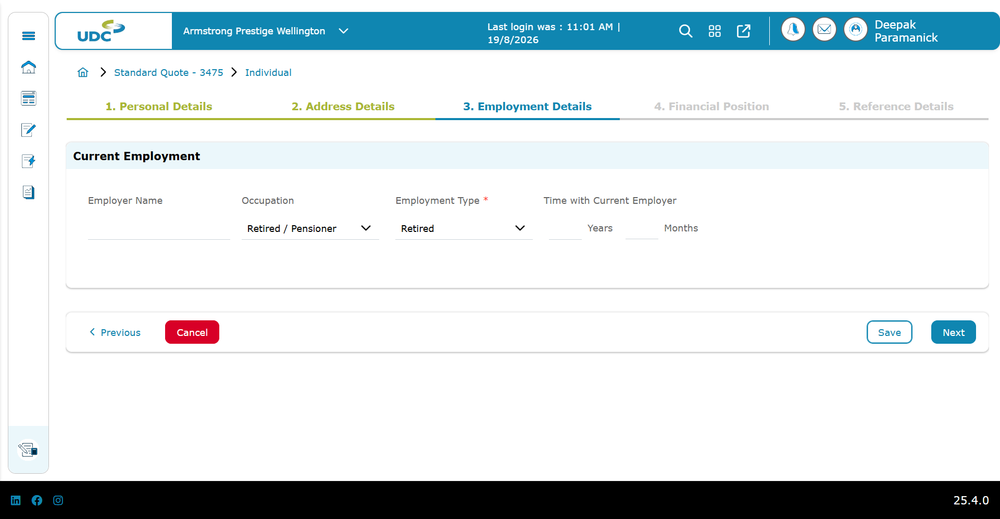 UDC
Armstrong Prestige Wellington
Last login was : 11:01 AM |
19/8/2026
Deepak
Paramanick
Standard Quote - 3475
Individual
1. Personal Details
2. Address Details
3. Employment Details
4. Financial Position
5. Reference Details
Current Employment
Employer Name
Occupation
Employment Type *
Time with Current Employer
Retired / Pensioner
Retired
Years
Months
Previous
Cancel
Save
Next
25.4.0